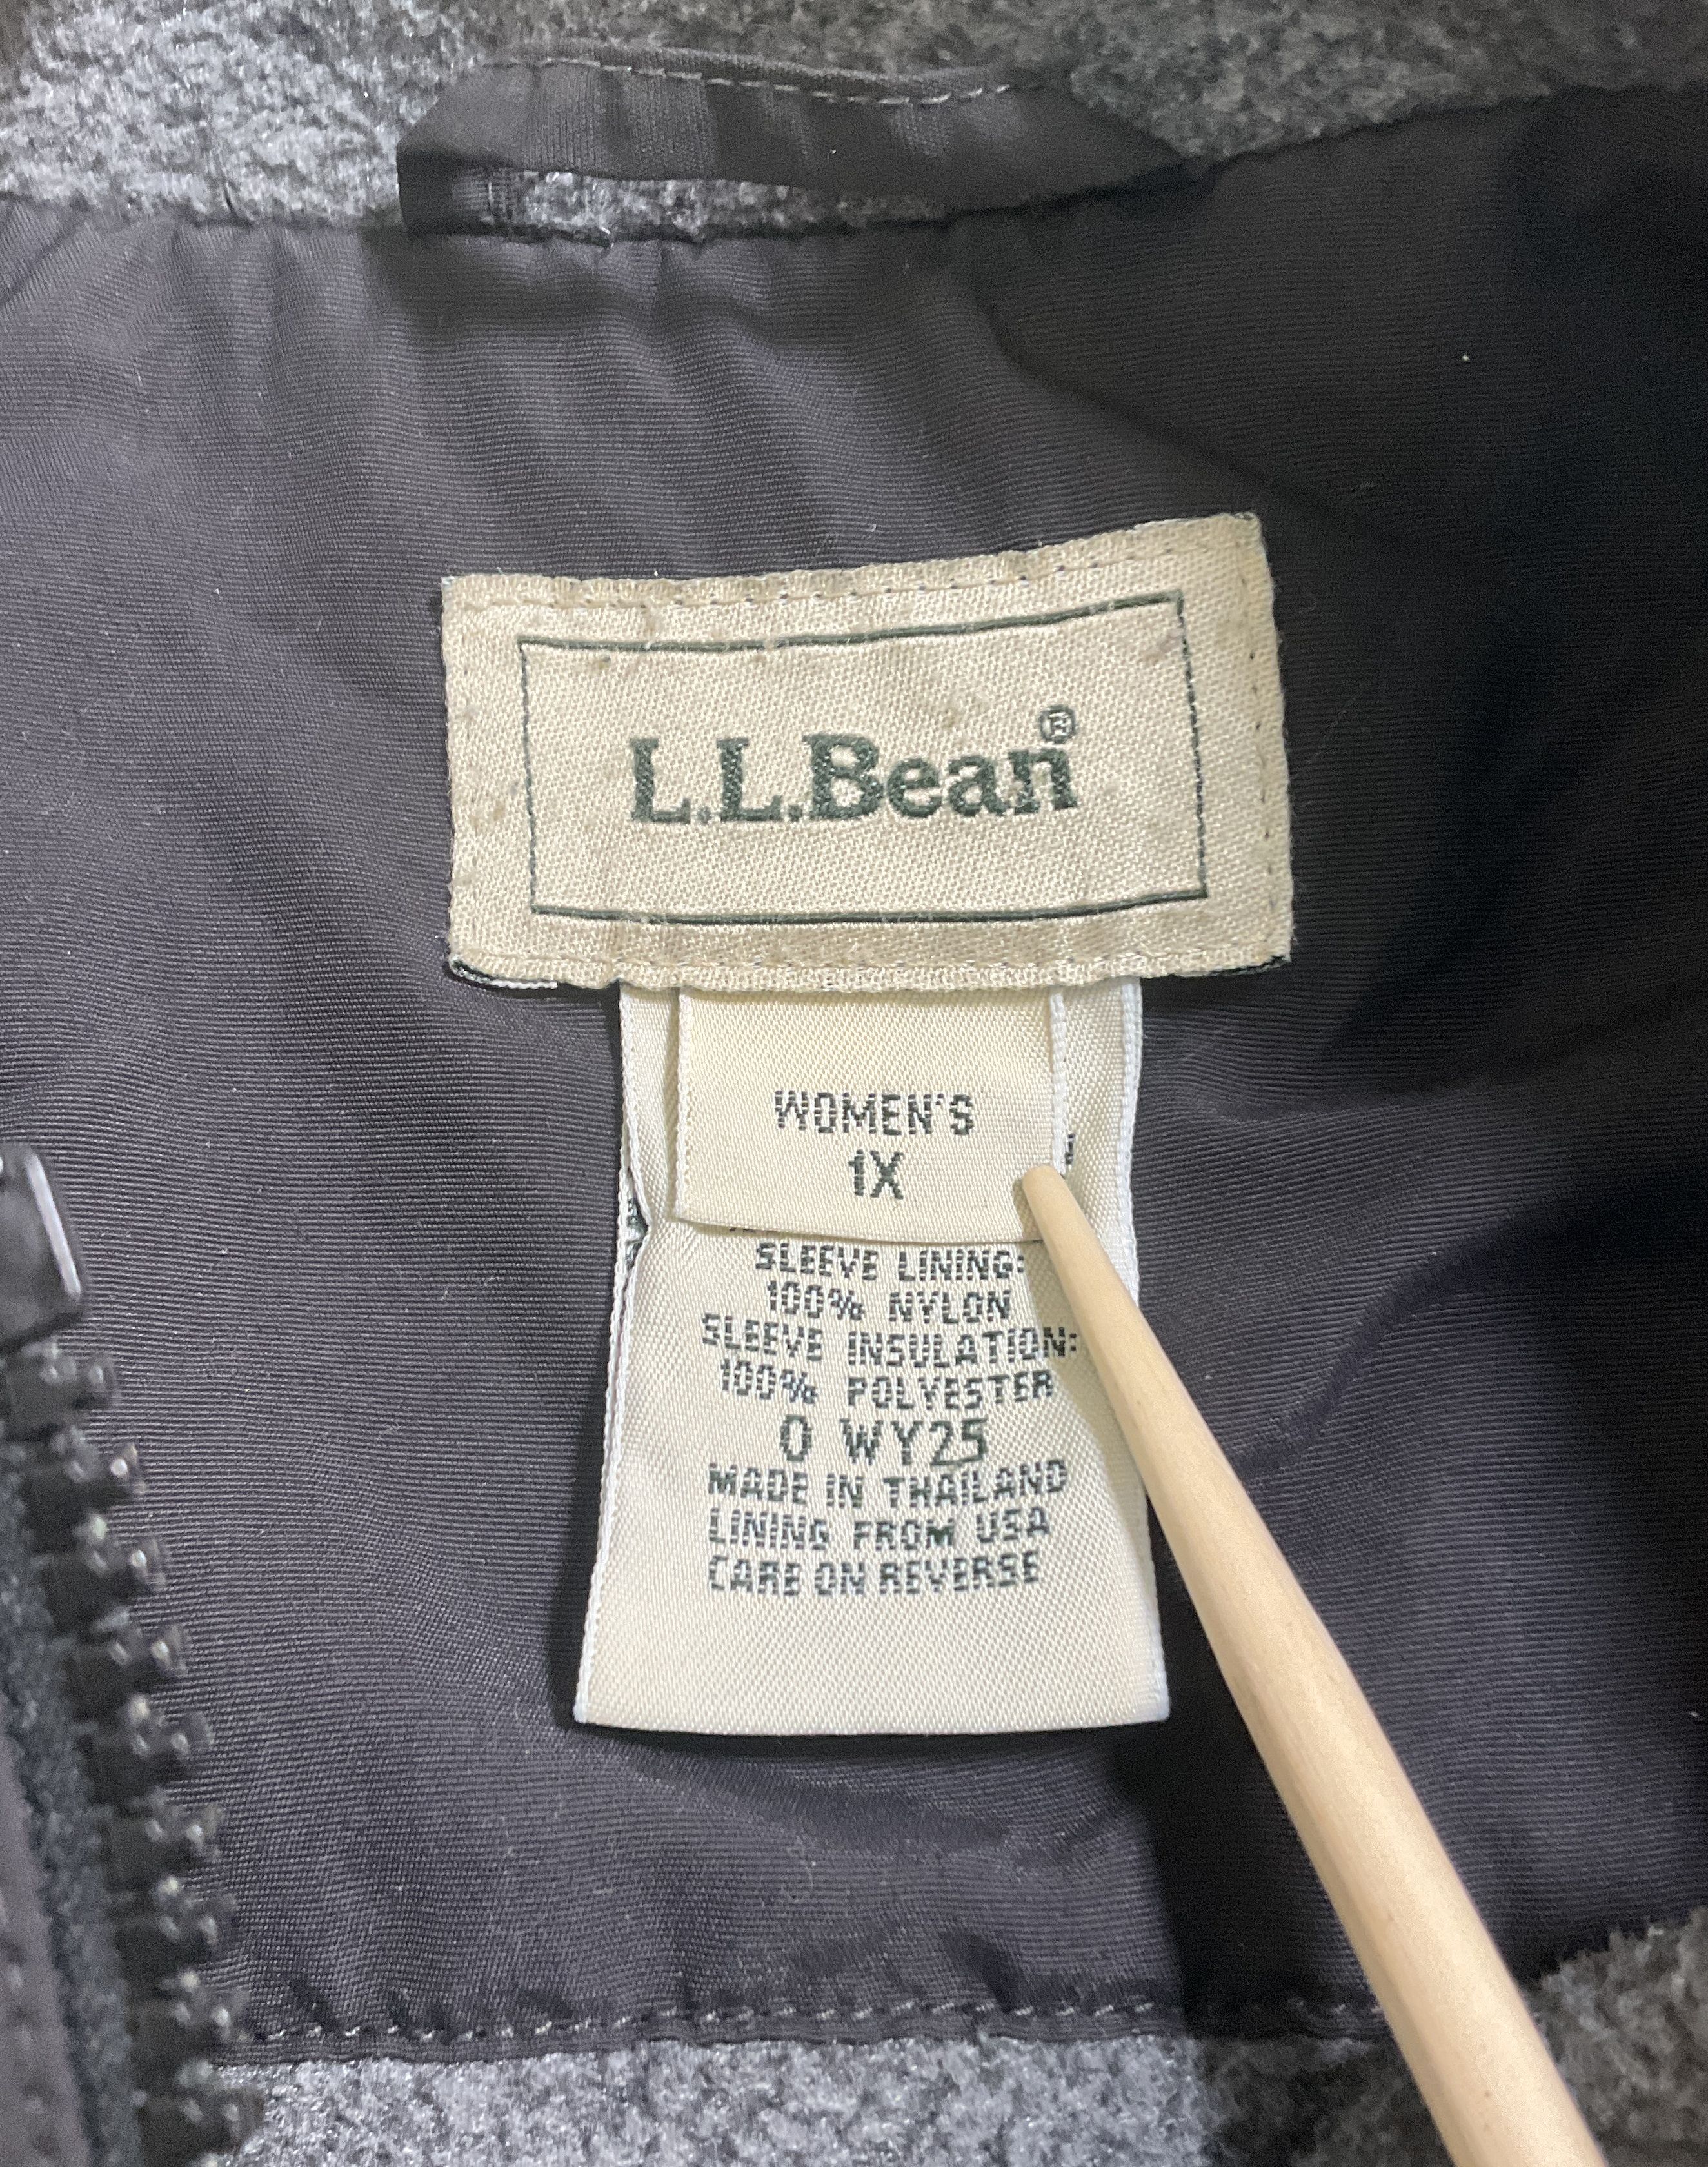 L.L.Bean®
WOMEN'S
1X
SLEEVE LINING:
100% NYLON
SLEEVE INSULATION:
100% POLYESTER
0 WY25
MADE IN THAILAND
LINING FROM USA
CARE ON REVERSE